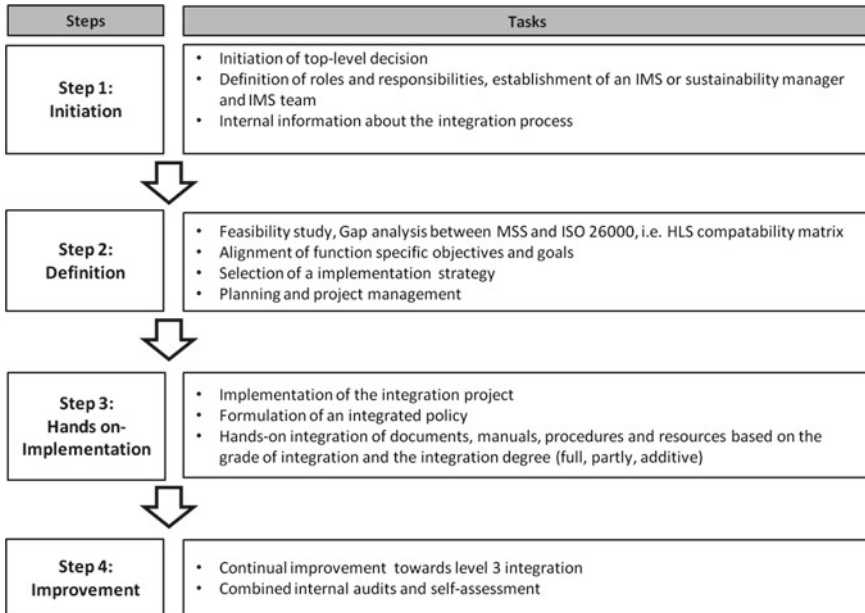 Steps
Tasks
Step 1:
Initiation
• Initiation of top-level decision
• Definition of roles and responsibilities, establishment of an IMS or sustainability manager
and IMS team
• Internal information about the integration process
Step 2:
Definition
• Feasibility study, Gap analysis between MSS and ISO 26000, i.e. HLS compatability matrix
• Alignment of function specific objectives and goals
• Selection of a implementation strategy
• Planning and project management
Step 3:
Hands on-
Implementation
• Implementation of the integration project
• Formulation of an integrated policy
• Hands-on integration of documents, manuals, procedures and resources based on the
grade of integration and the integration degree (full, partly, additive)
Step 4:
Improvement
• Continual improvement towards level 3 integration
• Combined internal audits and self-assessment